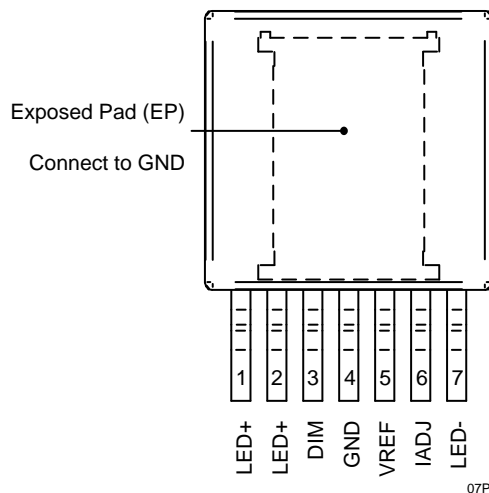 Exposed Pad (EP)
Connect to GND
1 2 3 4 5 6 7
LED+ LED+ DIM GND VREF IADJ LED-
07P